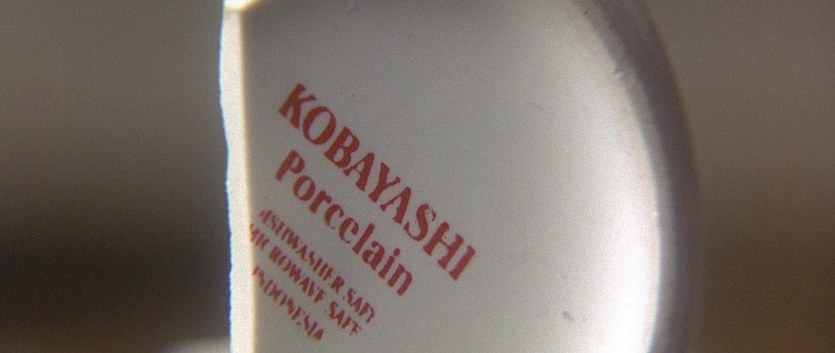 KOBAYASHI
Porcelain
DISHWASHER SAFE
MICROWAVE SAFE
INDONESIA